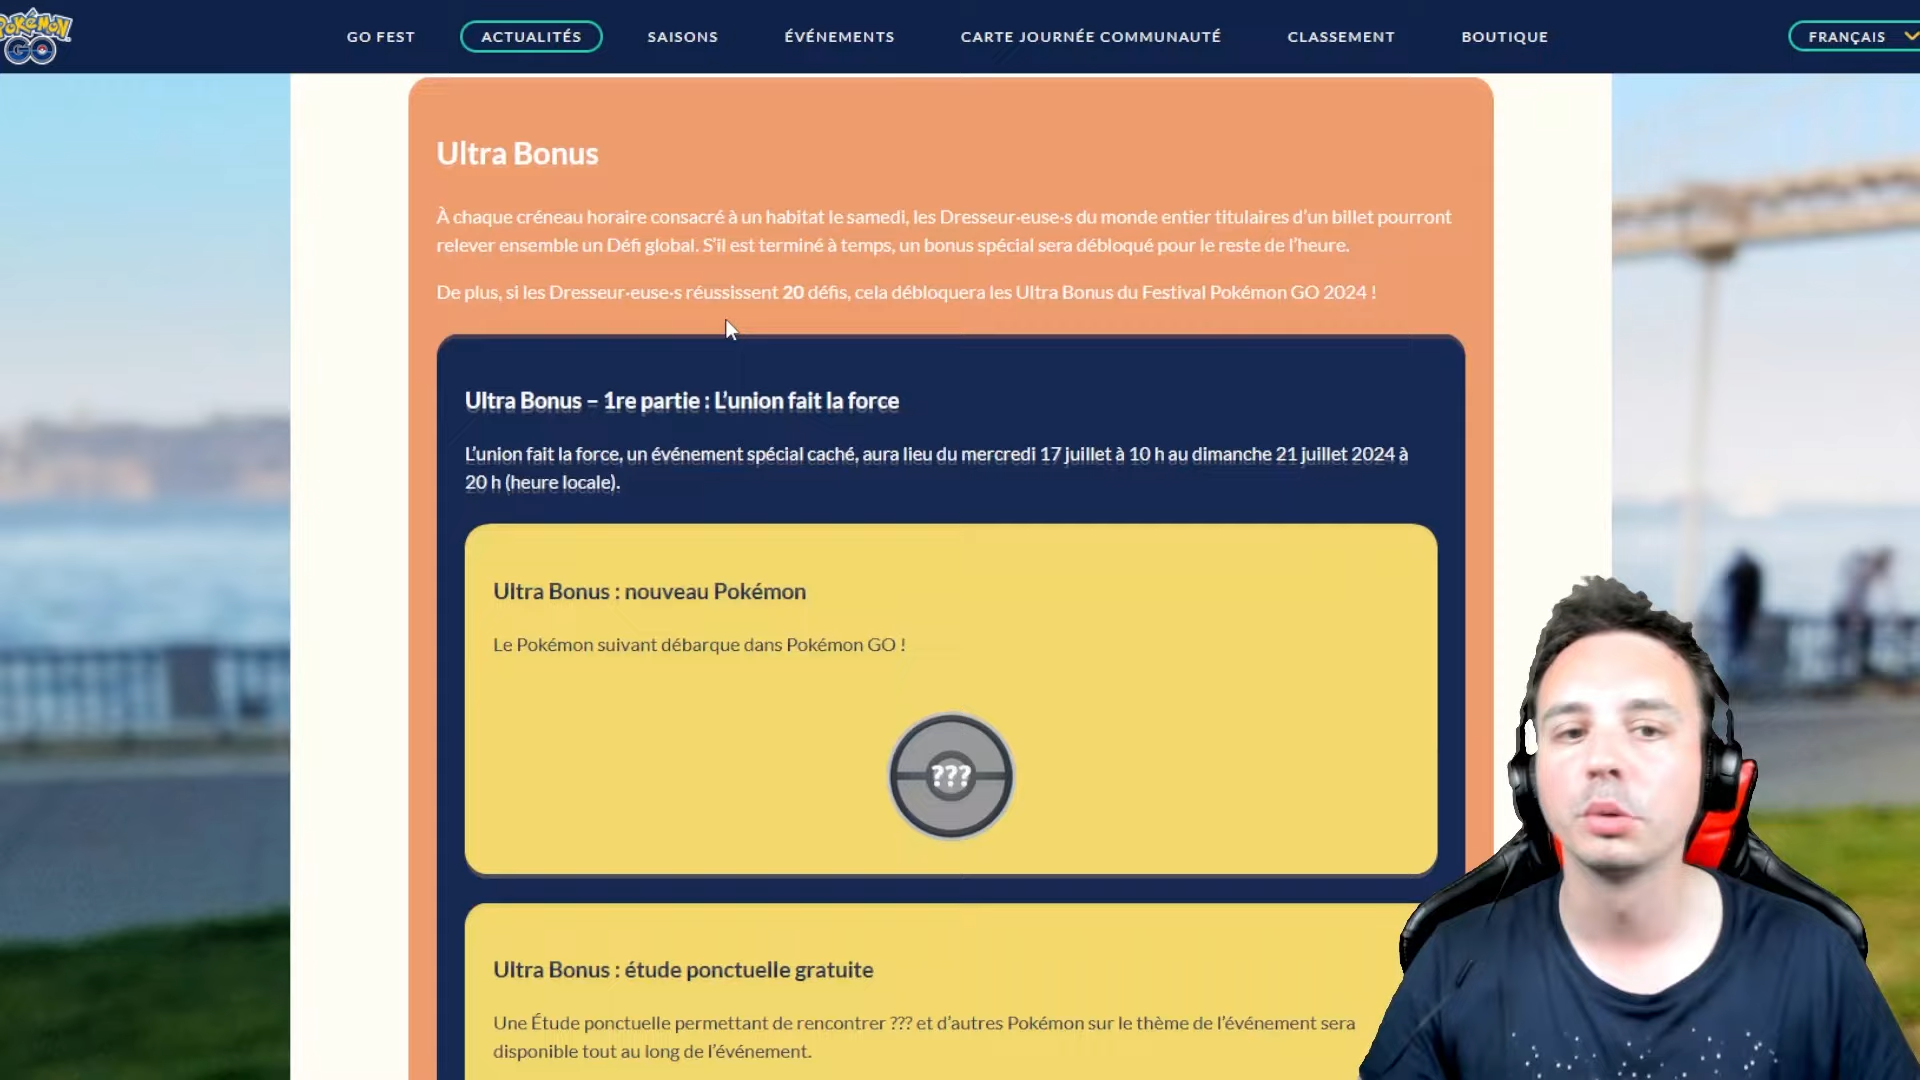 Pokémon
GO
GO FEST
ACTUALITÉS
SAISONS
ÉVÉNEMENTS
CARTE JOURNÉE COMMUNAUTÉ
CLASSEMENT
BOUTIQUE
FRANÇAIS
Ultra Bonus
À chaque créneau horaire consacré à un habitat le samedi, les Dresseur·euse·s du monde entier titulaires d'un billet pourront
relever ensemble un Défi global. S'il est terminé à temps, un bonus spécial sera débloqué pour le reste de l'heure.
De plus, si les Dresseur·euse·s réussissent 20 défis, cela débloquera les Ultra Bonus du Festival Pokémon GO 2024 !
Ultra Bonus – 1re partie : L'union fait la force
L'union fait la force, un événement spécial caché, aura lieu du mercredi 17 juillet à 10 h au dimanche 21 juillet 2024 à
20 h (heure locale).
Ultra Bonus : nouveau Pokémon
Le Pokémon suivant débarque dans Pokémon GO !
???
Ultra Bonus : étude ponctuelle gratuite
Une Étude ponctuelle permettant de rencontrer ??? et d'autres Pokémon sur le thème de l'événement sera
disponible tout au long de l'événement.